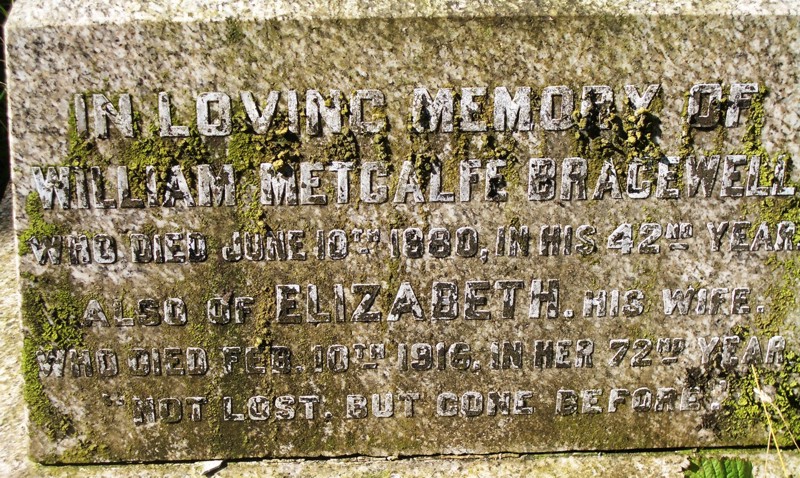 IN LOVING MEMORY OF
WILLIAM METCALFE BRACEWELL
WHO DIED JUNE 10TH 1880, IN HIS 42ND YEAR.
ALSO OF ELIZABETH, HIS WIFE.
WHO DIED FEB. 10TH 1916, IN HER 72ND YEAR
"NOT LOST, BUT GONE BEFORE."